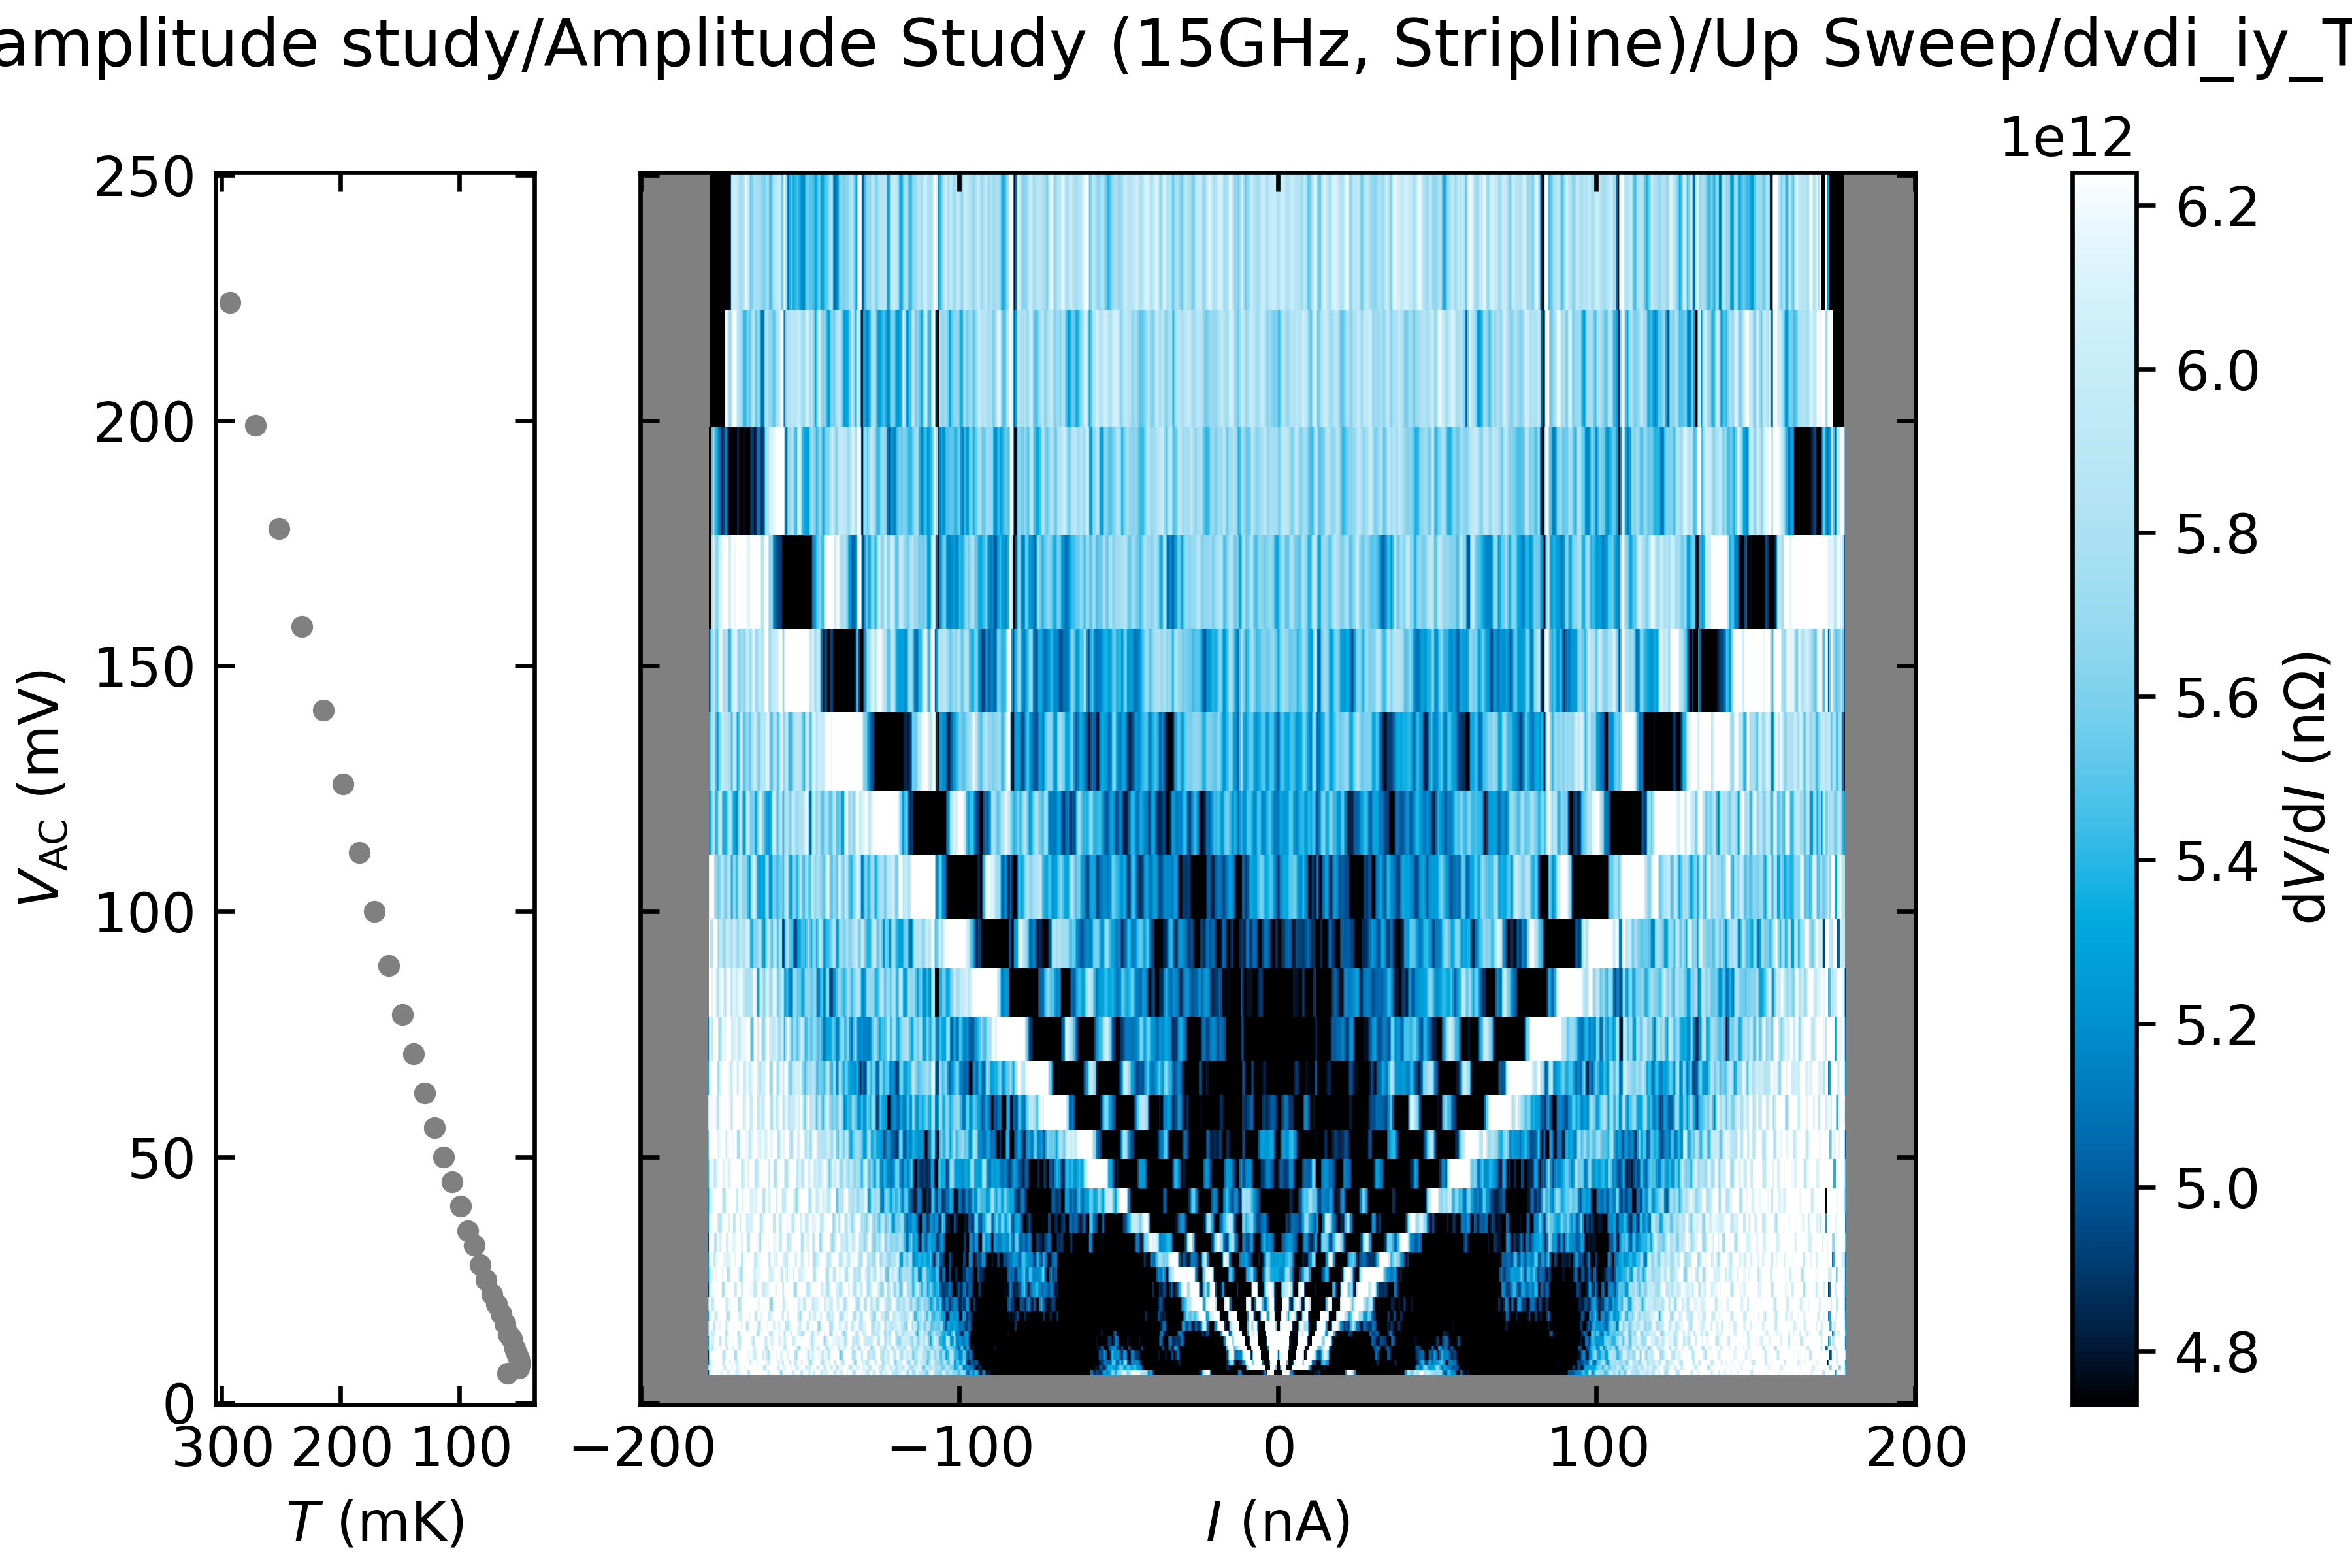 amplitude study/Amplitude Study (15GHz, Stripline)/Up Sweep/dvdi_iy_T
1e12
250
200
150
100
50
0
V_AC (mV)
300 200 100
T (mK)
−200 −100 0 100 200
I (nA)
6.2
6.0
5.8
5.6
5.4
5.2
5.0
4.8
dV/dI (nΩ)